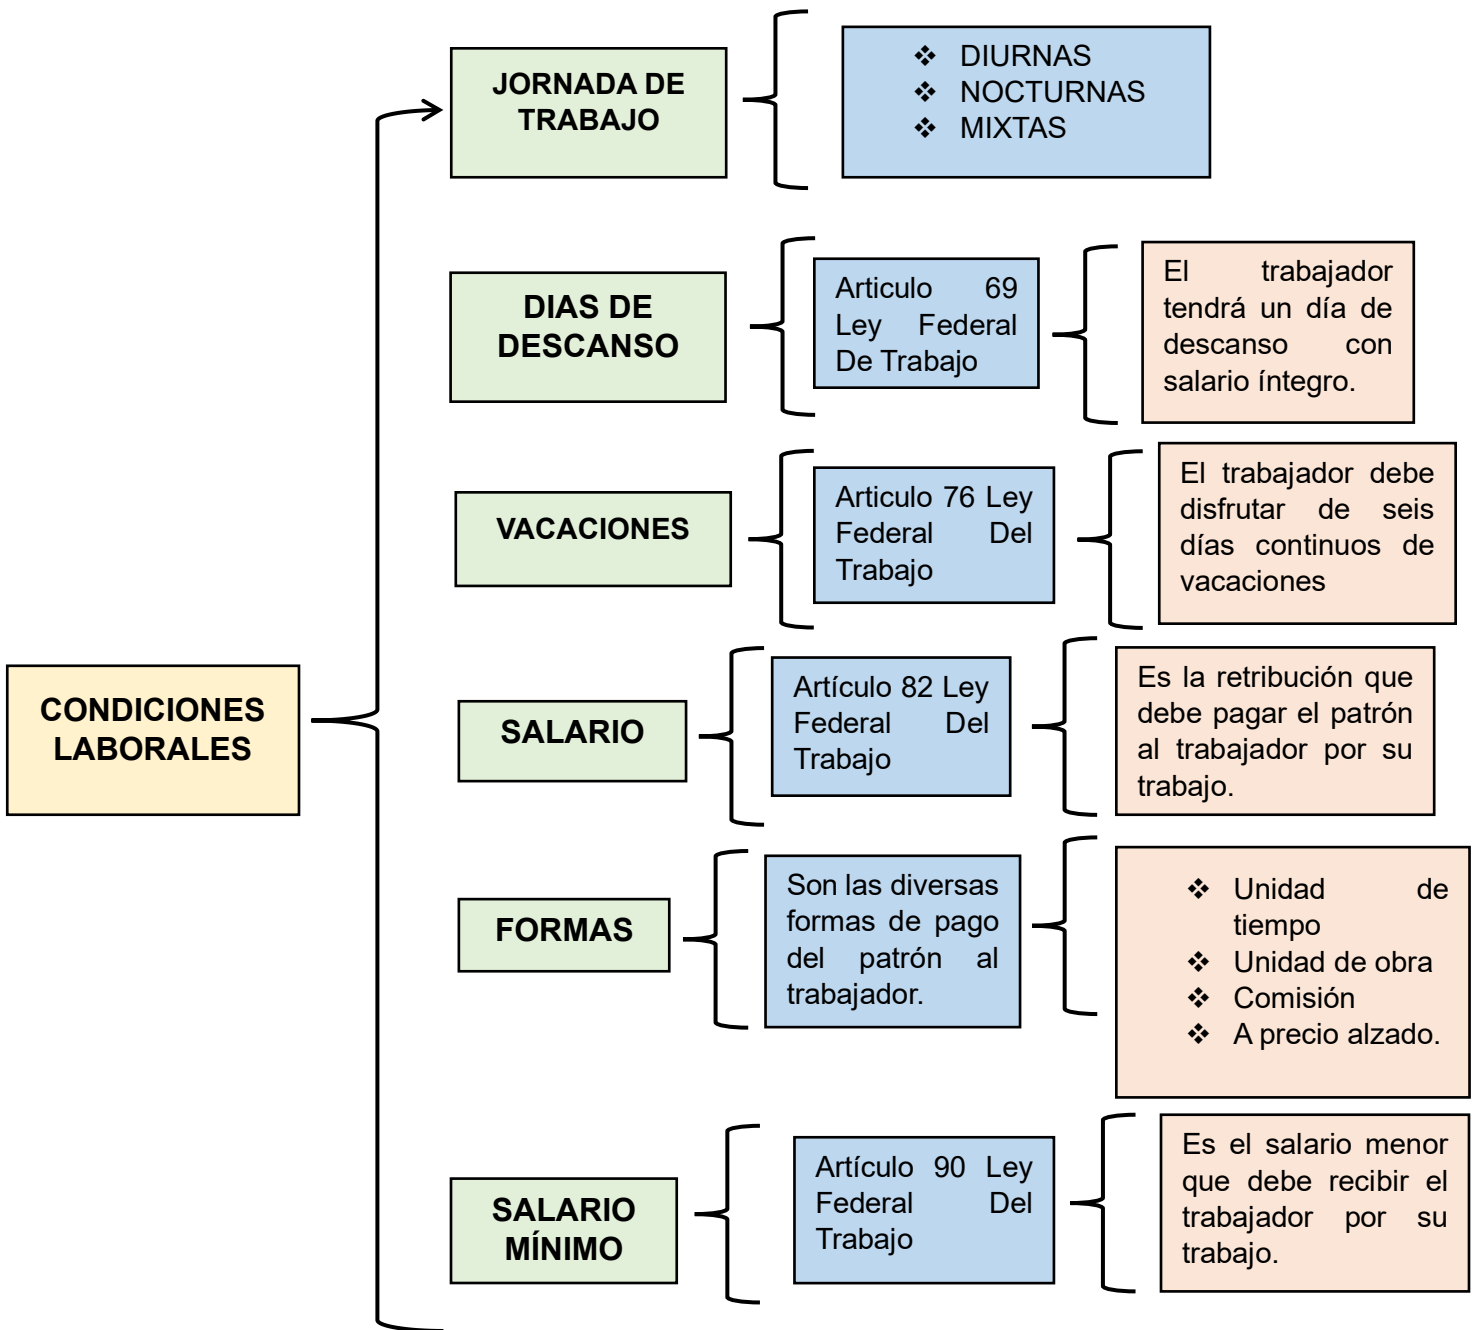 JORNADA DE
TRABAJO
❖ DIURNAS
❖ NOCTURNAS
❖ MIXTAS
DIAS DE
DESCANSO
Articulo 69
Ley Federal
De Trabajo
El trabajador
tendrá un día de
descanso con
salario íntegro.
VACACIONES
Articulo 76 Ley
Federal Del
Trabajo
El trabajador debe
disfrutar de seis
días continuos de
vacaciones
CONDICIONES
LABORALES
SALARIO
Artículo 82 Ley
Federal Del
Trabajo
Es la retribución que
debe pagar el patrón
al trabajador por su
trabajo.
FORMAS
Son las diversas
formas de pago
del patrón al
trabajador.
❖ Unidad de
tiempo
❖ Unidad de obra
❖ Comisión
❖ A precio alzado.
SALARIO
MÍNIMO
Artículo 90 Ley
Federal Del
Trabajo
Es el salario menor
que debe recibir el
trabajador por su
trabajo.